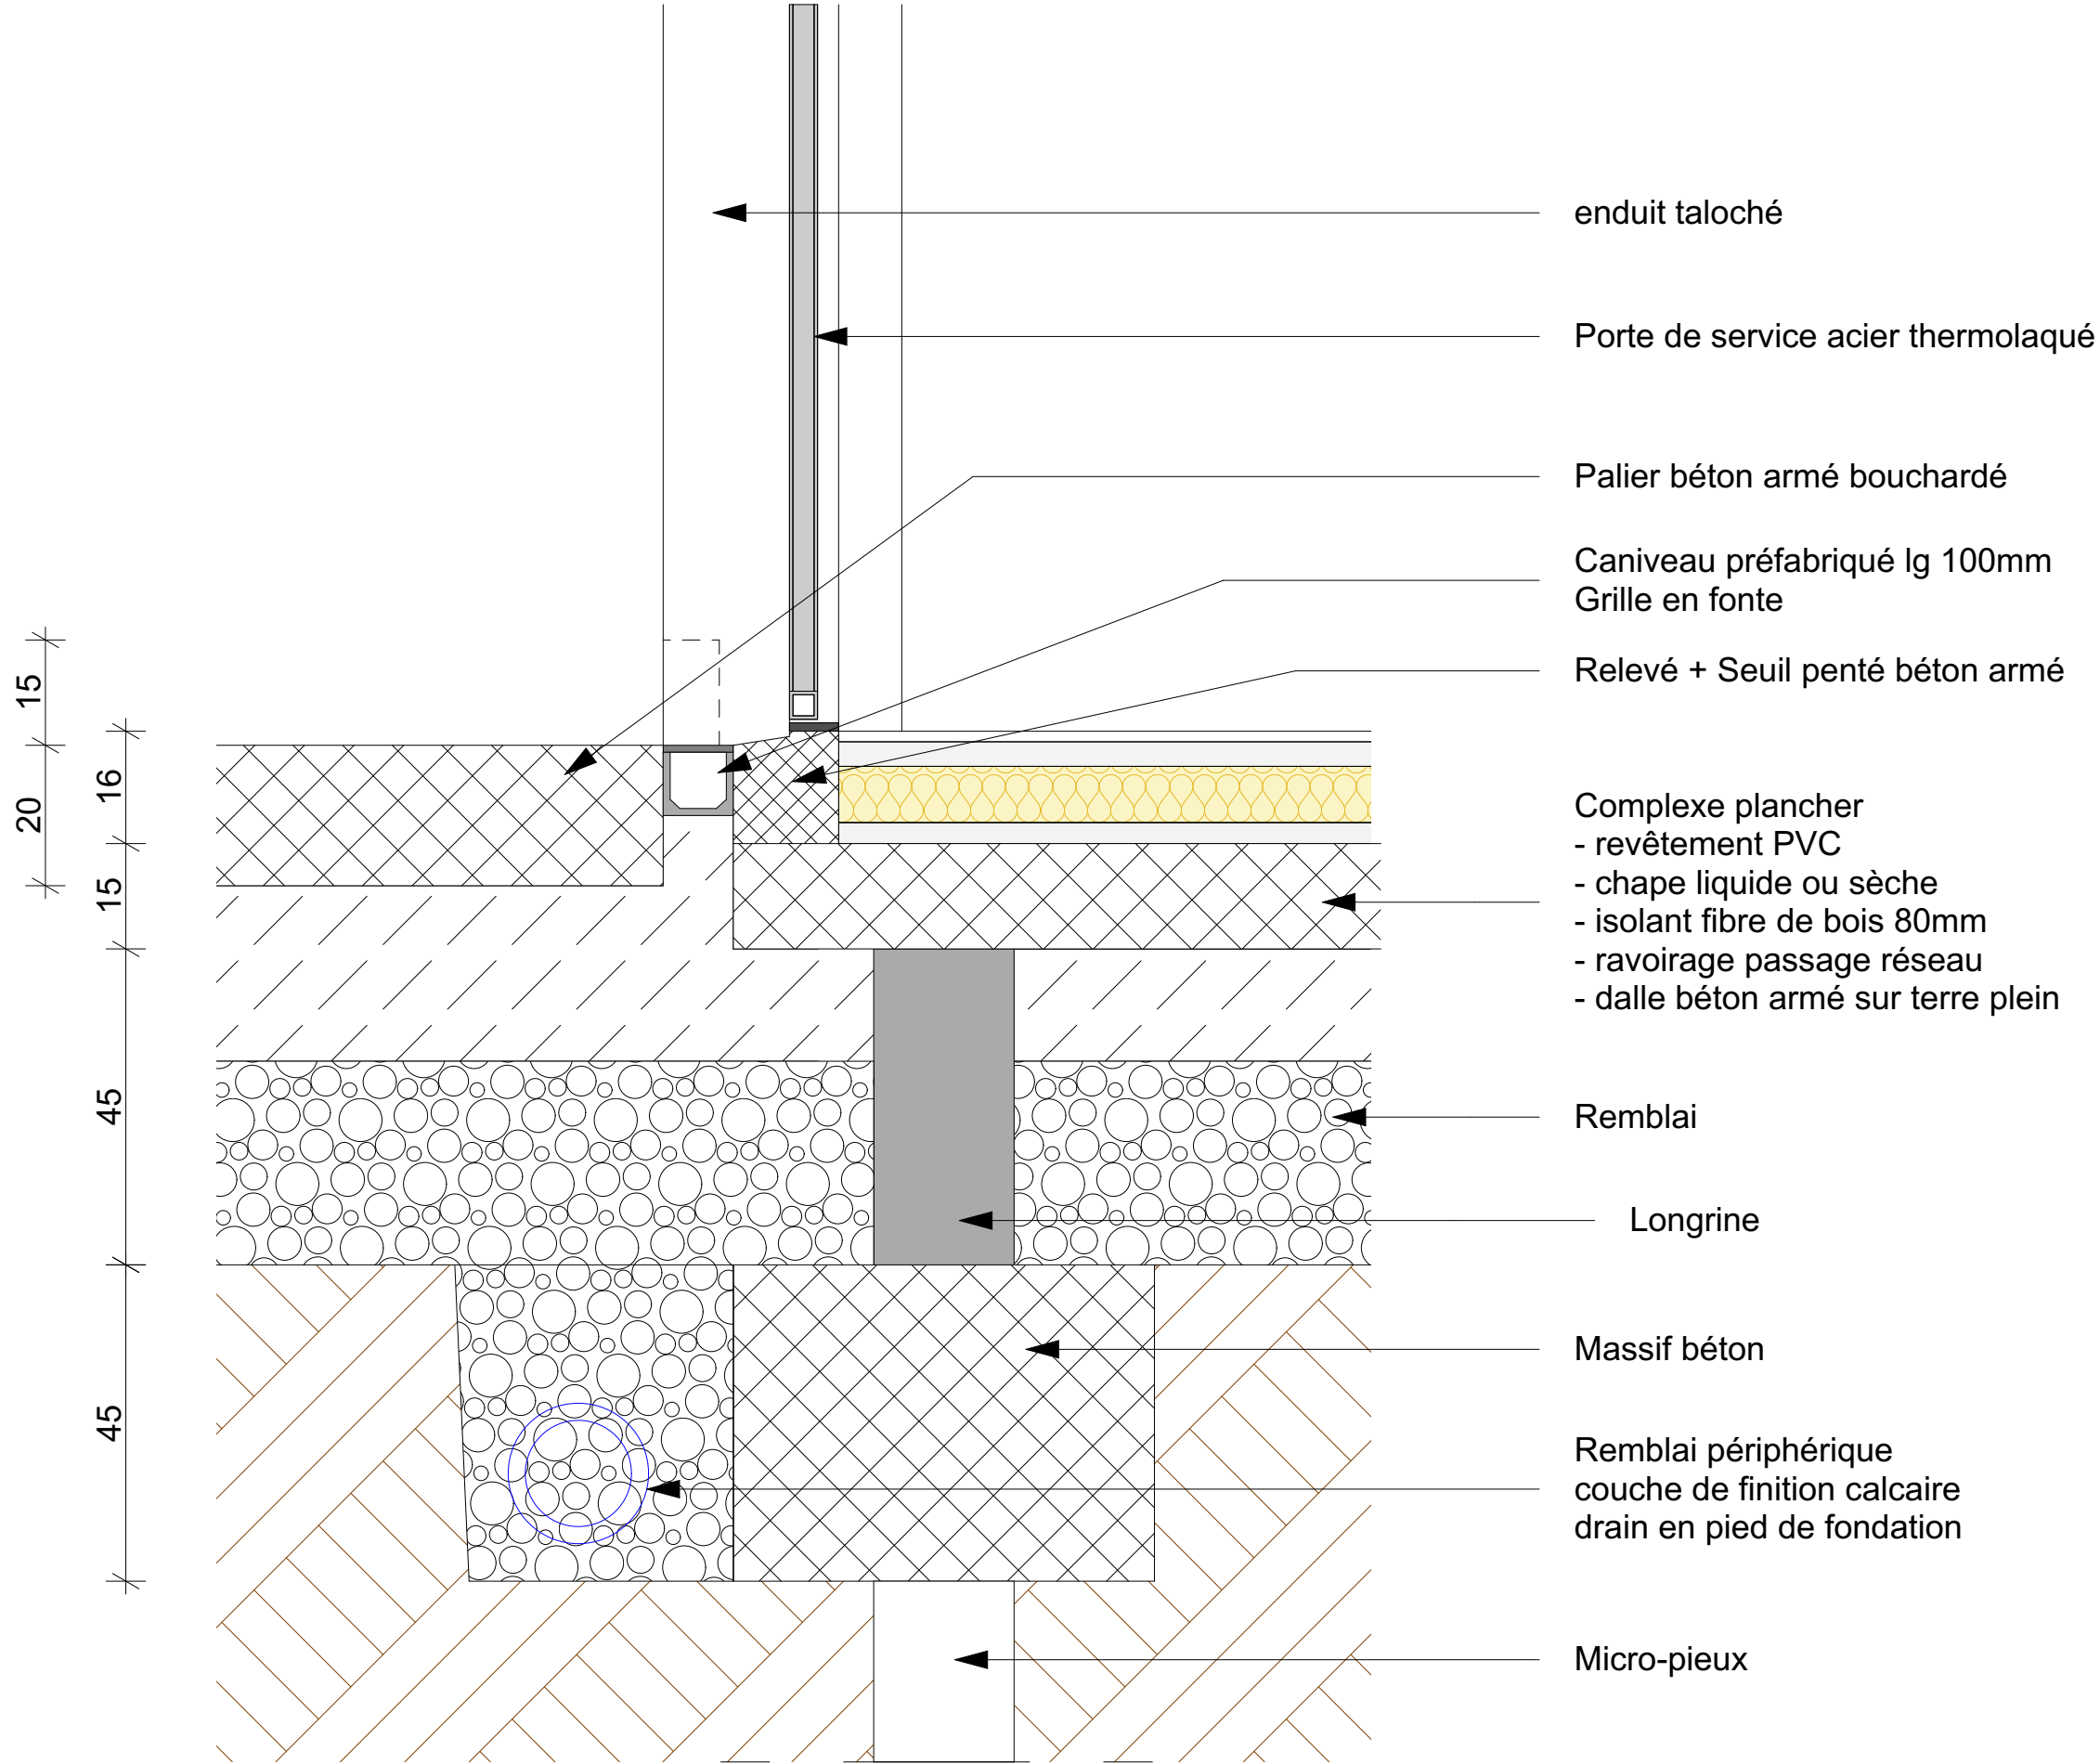 enduit taloché
Porte de service acier thermolaqué
Palier béton armé bouchardé
Caniveau préfabriqué lg 100mm
Grille en fonte
Relevé + Seuil penté béton armé
Complexe plancher
- revêtement PVC
- chape liquide ou sèche
- isolant fibre de bois 80mm
- ravoirage passage réseau
- dalle béton armé sur terre plein
Remblai
Longrine
Massif béton
Remblai périphérique
couche de finition calcaire
drain en pied de fondation
Micro-pieux
15
20
16
15
45
45